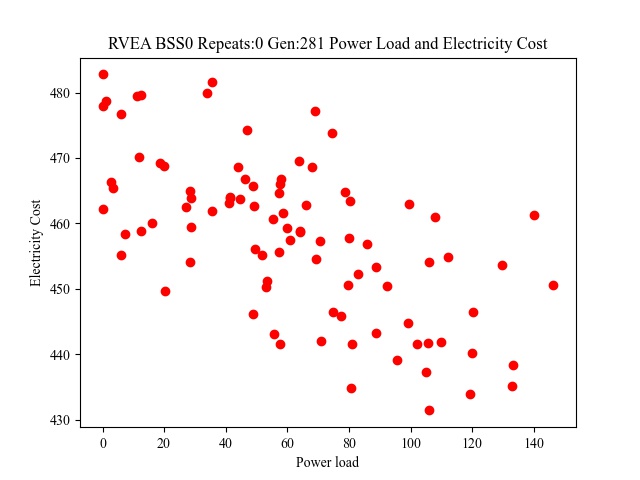 RVEA BSS0 Repeats:0 Gen:281 Power Load and Electricity Cost
480
470
460
450
440
430
Electricity Cost
0 20 40 60 80 100 120 140
Power load